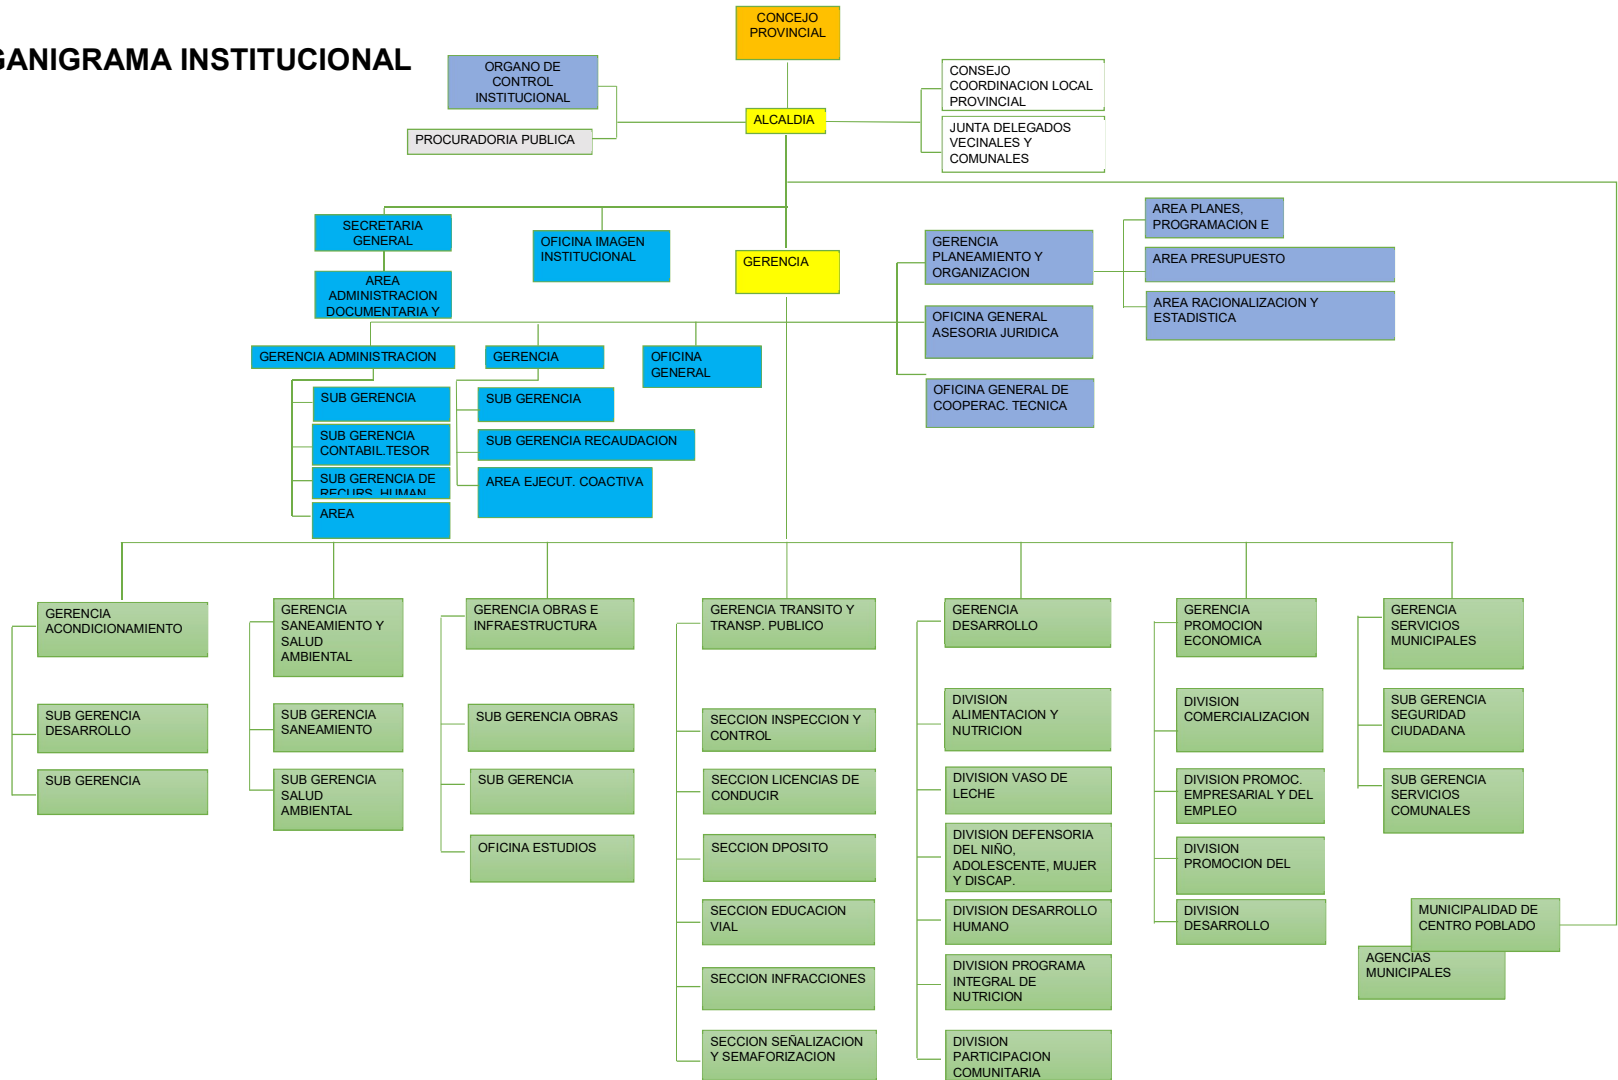 GANIGRAMA INSTITUCIONAL
CONCEJO
PROVINCIAL
ORGANO DE
CONTROL
INSTITUCIONAL
PROCURADORIA PUBLICA
ALCALDIA
CONSEJO
COORDINACION LOCAL
PROVINCIAL
JUNTA DELEGADOS
VECINALES Y
COMUNALES
SECRETARIA
GENERAL
AREA
ADMINISTRACION
DOCUMENTARIA Y
OFICINA IMAGEN
INSTITUCIONAL
GERENCIA
GERENCIA
PLANEAMIENTO Y
ORGANIZACION
AREA PLANES,
PROGRAMACION E
AREA PRESUPUESTO
AREA RACIONALIZACION Y
ESTADISTICA
OFICINA GENERAL
ASESORIA JURIDICA
OFICINA GENERAL DE
COOPERAC. TECNICA
GERENCIA ADMINISTRACION
SUB GERENCIA
SUB GERENCIA
CONTABIL.TESOR
SUB GERENCIA DE
RECURS. HUMAN
AREA
GERENCIA
SUB GERENCIA
SUB GERENCIA RECAUDACION
AREA EJECUT. COACTIVA
OFICINA
GENERAL
GERENCIA
ACONDICIONAMIENTO
SUB GERENCIA
DESARROLLO
SUB GERENCIA
GERENCIA
SANEAMIENTO Y
SALUD
AMBIENTAL
SUB GERENCIA
SANEAMIENTO
SUB GERENCIA
SALUD
AMBIENTAL
GERENCIA OBRAS E
INFRAESTRUCTURA
SUB GERENCIA OBRAS
SUB GERENCIA
OFICINA ESTUDIOS
GERENCIA TRANSITO Y
TRANSP. PUBLICO
SECCION INSPECCION Y
CONTROL
SECCION LICENCIAS DE
CONDUCIR
SECCION DPOSITO
SECCION EDUCACION
VIAL
SECCION INFRACCIONES
SECCION SEÑALIZACION
Y SEMAFORIZACION
GERENCIA
DESARROLLO
DIVISION
ALIMENTACION Y
NUTRICION
DIVISION VASO DE
LECHE
DIVISION DEFENSORIA
DEL NIÑO,
ADOLESCENTE, MUJER
Y DISCAP.
DIVISION DESARROLLO
HUMANO
DIVISION PROGRAMA
INTEGRAL DE
NUTRICION
DIVISION
PARTICIPACION
COMUNITARIA
GERENCIA
PROMOCION
ECONOMICA
DIVISION
COMERCIALIZACION
DIVISION PROMOC.
EMPRESARIAL Y DEL
EMPLEO
DIVISION
PROMOCION DEL
DIVISION
DESARROLLO
GERENCIA
SERVICIOS
MUNICIPALES
SUB GERENCIA
SEGURIDAD
CIUDADANA
SUB GERENCIA
SERVICIOS
COMUNALES
MUNICIPALIDAD DE
CENTRO POBLADO
AGENCIAS
MUNICIPALES